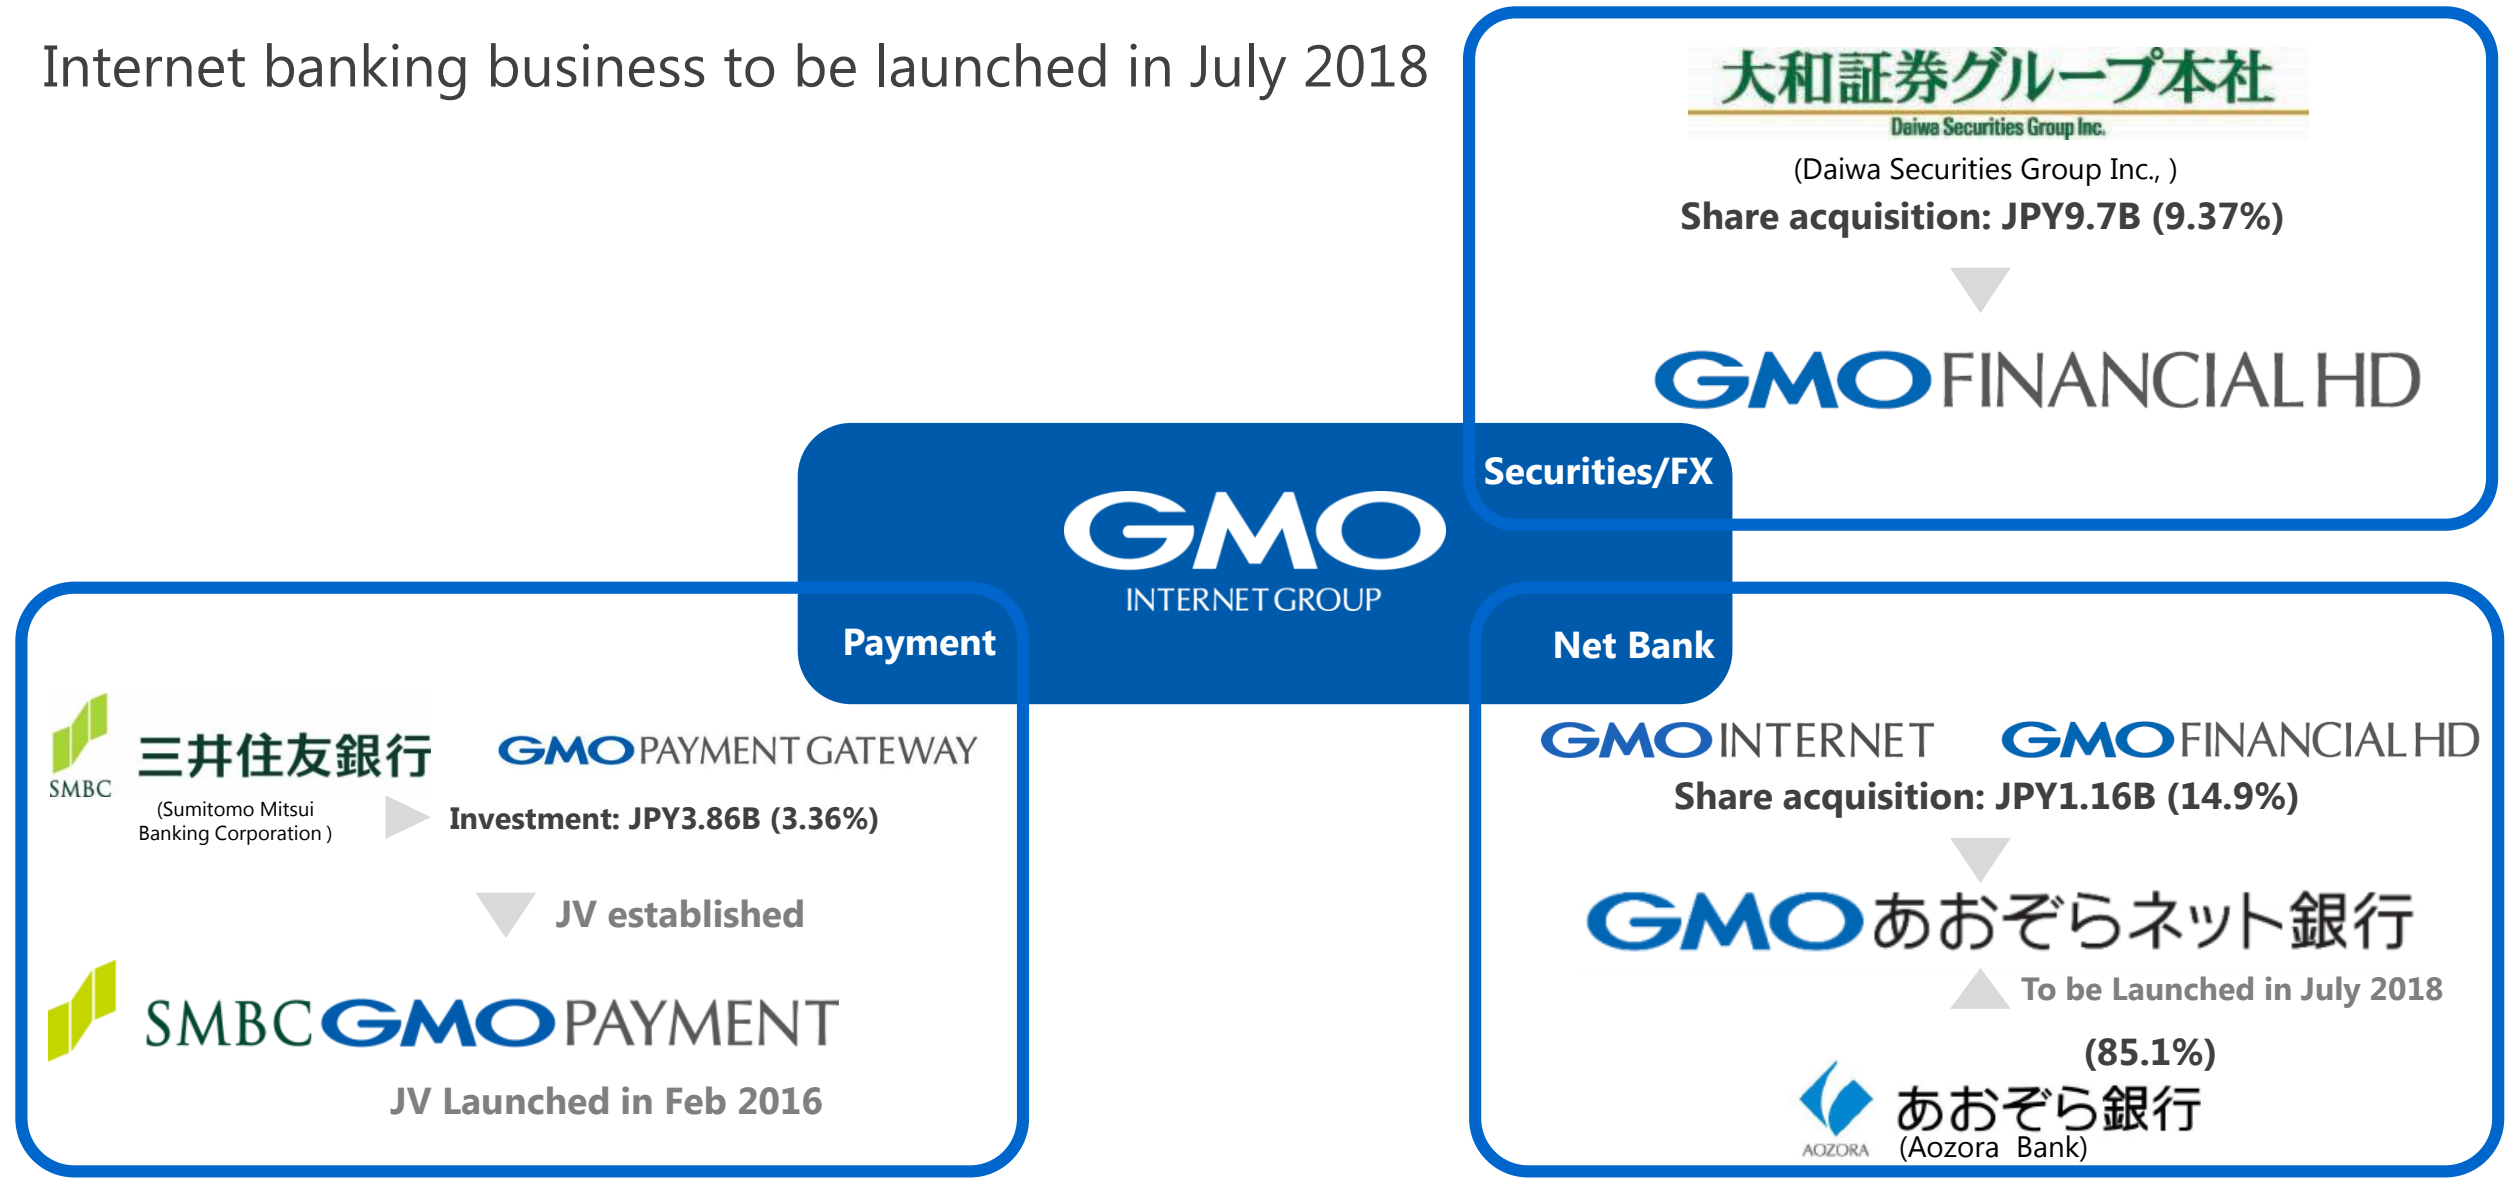 Internet banking business to be launched in July 2018
大和証券グループ本社
Daiwa Securities Group Inc.
(Daiwa Securities Group Inc., )
Share acquisition: JPY9.7B (9.37%)
GMO FINANCIAL HD
Securities/FX
GMO
INTERNET GROUP
Payment
Net Bank
SMBC
三井住友銀行
(Sumitomo Mitsui
Banking Corporation )
GMO PAYMENT GATEWAY
Investment: JPY3.86B (3.36%)
JV established
SMBC GMO PAYMENT
JV Launched in Feb 2016
GMO INTERNET
GMO FINANCIAL HD
Share acquisition: JPY1.16B (14.9%)
GMOあおぞらネット銀行
To be Launched in July 2018
(85.1%)
AOZORA
あおぞら銀行
(Aozora Bank)